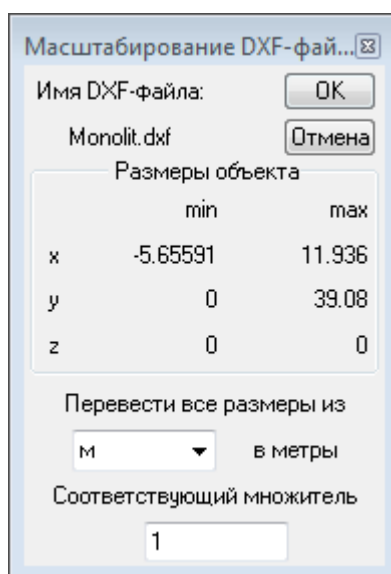 Масштабирование DXF-фай...
Имя DXF-файла: OK
Monolit.dxf Отмена
Размеры объекта
min max
x -5.65591 11.936
y 0 39.08
z 0 0
Перевести все размеры из
м в метры
Соответствующий множитель
1